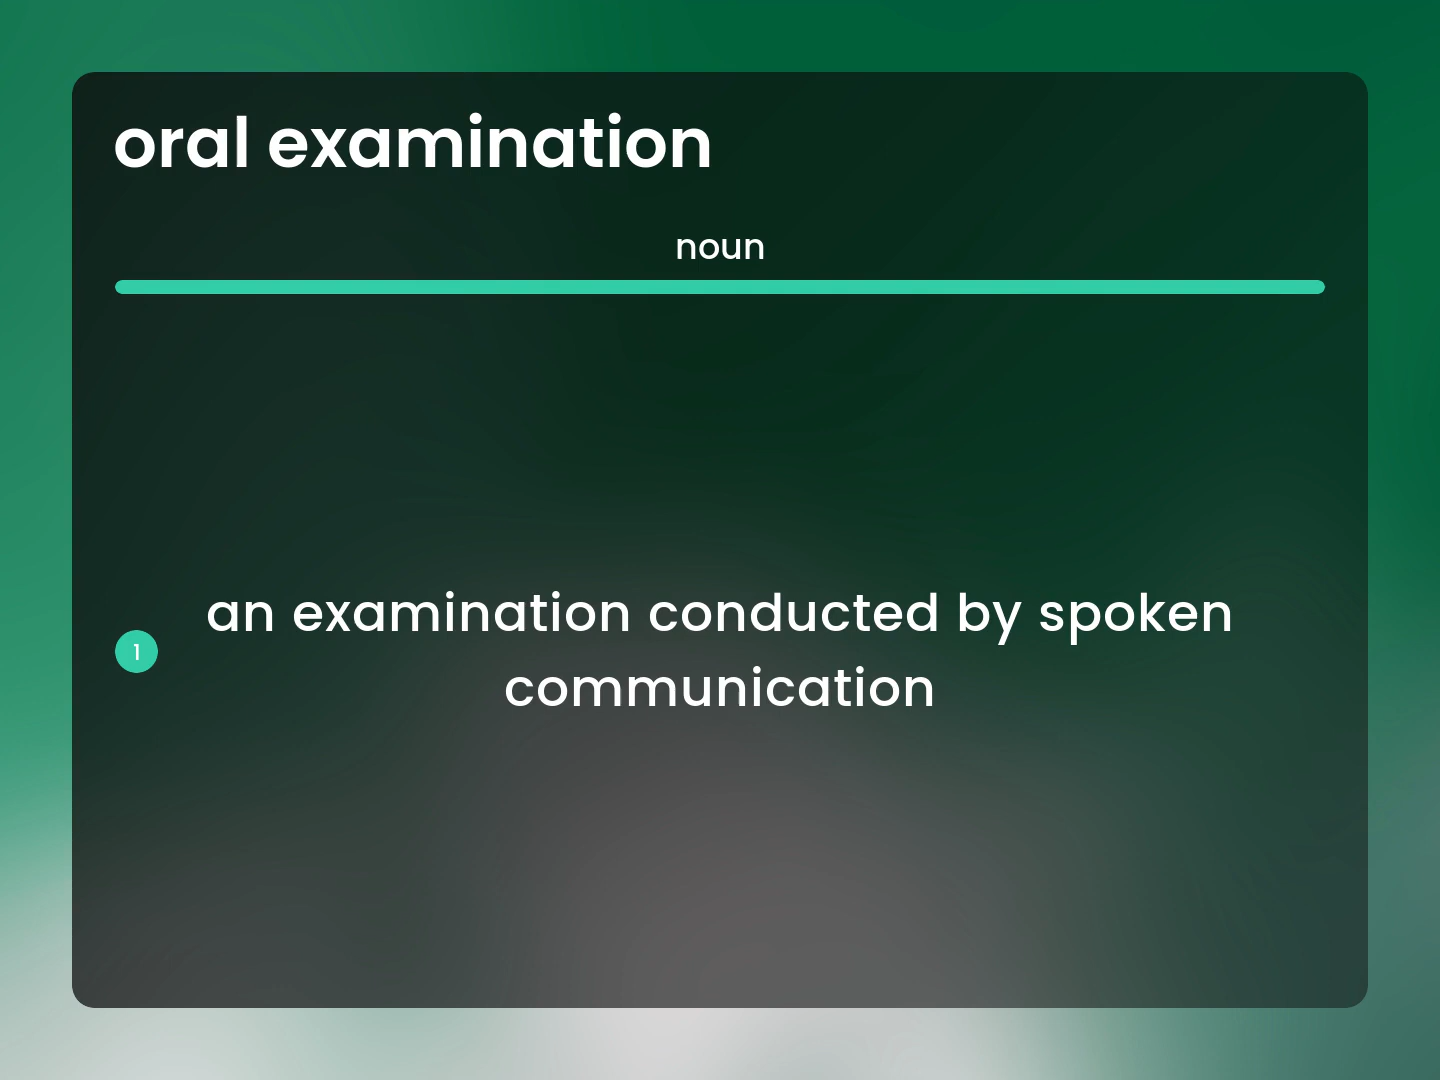 oral examination
noun
an examination conducted by spoken
1
communication